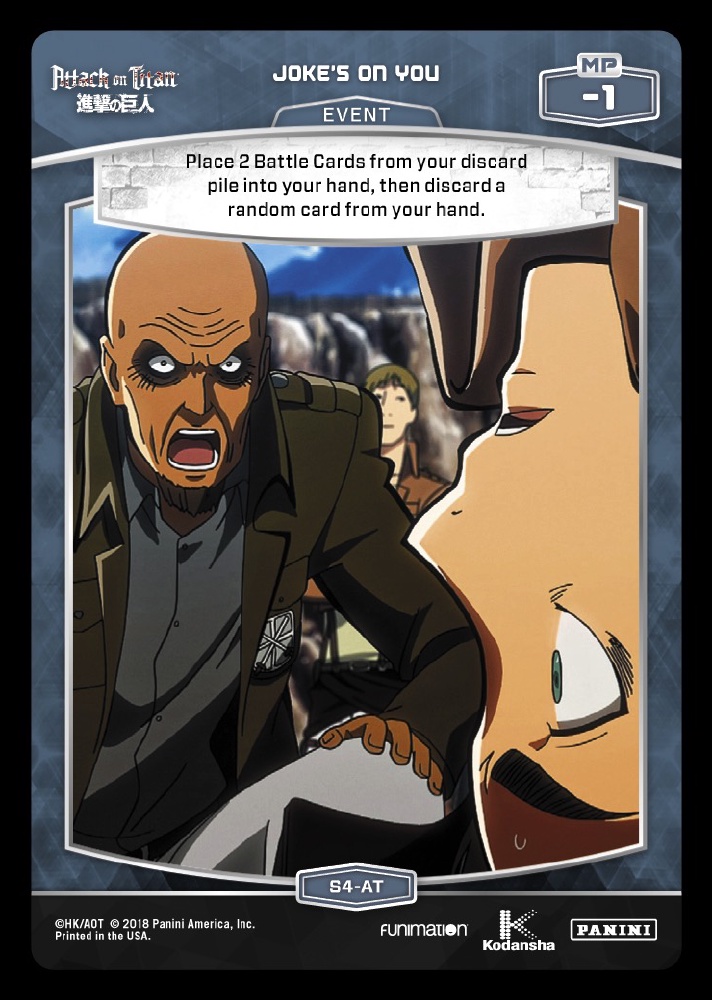 Attack on Titan
進撃の巨人
JOKE'S ON YOU
MP
-1
EVENT
Place 2 Battle Cards from your discard
pile into your hand, then discard a
random card from your hand.
S4-AT
©HK/AOT © 2018 Panini America, Inc.
Printed in the USA.
FUNIMATION
Kodansha
PANINI